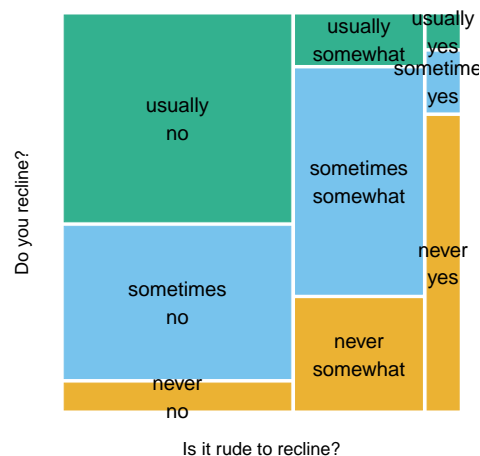 usually
no
usually
somewhat
usually
yes
sometimes
yes
sometimes
somewhat
sometimes
no
never
yes
never
somewhat
never
no
Do you recline?
Is it rude to recline?